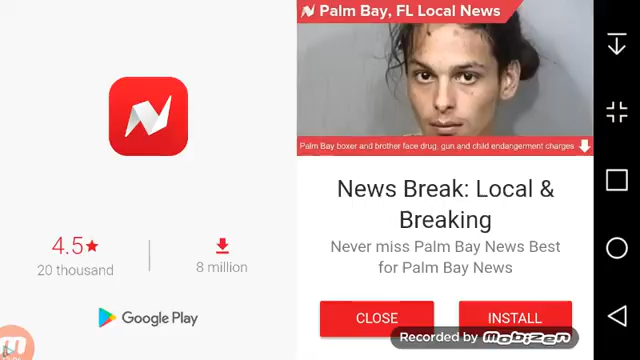 Palm Bay, FL Local News
Palm Bay boxer and brother face drug, gun and child endangerment charges
News Break: Local &
Breaking
Never miss Palm Bay News Best
for Palm Bay News
4.5★
20 thousand
8 million
Google Play
CLOSE
INSTALL
Recorded by mobizen